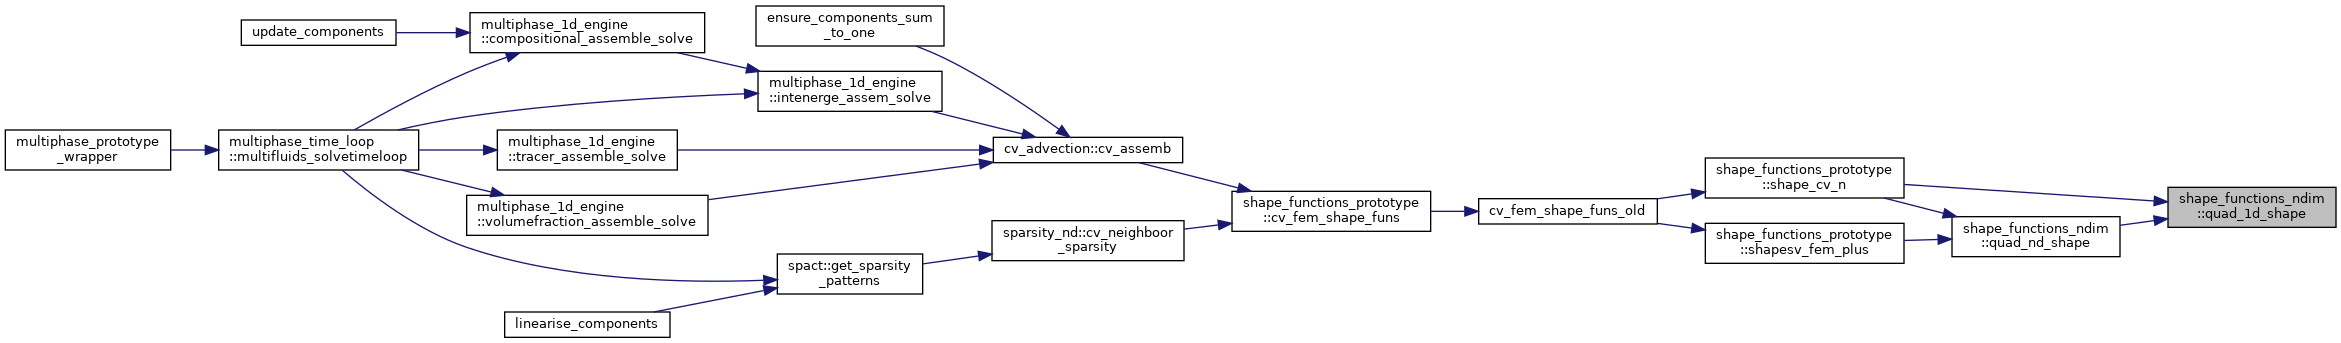 update_components
multiphase_1d_engine
::compositional_assemble_solve
ensure_components_sum
_to_one
multiphase_1d_engine
::intenerge_assem_solve
multiphase_prototype
_wrapper
multiphase_time_loop
::multifluids_solvetimeloop
multiphase_1d_engine
::tracer_assemble_solve
cv_advection::cv_assemb
multiphase_1d_engine
::volumefraction_assemble_solve
sparsity_nd::cv_neighboor
_sparsity
shape_functions_prototype
::cv_fem_shape_funs
cv_fem_shape_funs_old
shape_functions_prototype
::shape_cv_n
shape_functions_prototype
::shapesv_fem_plus
shape_functions_ndim
::quad_nd_shape
shape_functions_ndim
::quad_1d_shape
spact::get_sparsity
_patterns
linearise_components